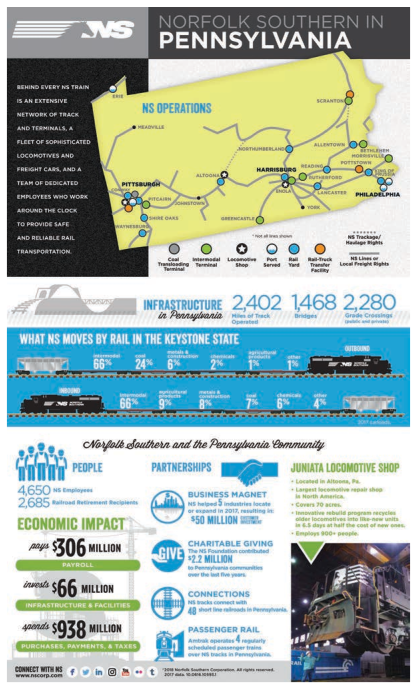 NS
NORFOLK SOUTHERN IN
PENNSYLVANIA
BEHIND EVERY NS TRAIN
IS AN EXTENSIVE
NETWORK OF TRACK
AND TERMINALS, A
FLEET OF SOPHISTICATED
LOCOMOTIVES AND
FREIGHT CARS, AND A
TEAM OF DEDICATED
EMPLOYEES WHO WORK
AROUND THE CLOCK
TO PROVIDE SAFE
AND RELIABLE RAIL
TRANSPORTATION.
NS OPERATIONS
ERIE
MEADVILLE
SCRANTON
NORTHUMBERLAND
ALLENTOWN
BETHLEHEM
MORRISVILLE
POTTSTOWN
READING
ALTOONA
HARRISBURG
RUTHERFORD
PITTSBURGH
ENOLA
LANCASTER
PHILADELPHIA
PITCAIRN
JOHNSTOWN
YORK
SHIRE OAKS
GREENCASTLE
WAYNESBURG
* Not all lines shown
Coal Transloading Terminal
Intermodal Terminal
Locomotive Shop
Port Served
Rail Yard
Rail-Truck Transfer Facility
NS Trackage/
Haulage Rights
NS Lines or
Local Freight Rights
INFRASTRUCTURE
in Pennsylvania
2,402 Miles of Track Operated
1,468 Bridges
2,280 Grade Crossings (public and private)
WHAT NS MOVES BY RAIL IN THE KEYSTONE STATE
OUTBOUND
intermodal 66%
coal 24%
metals & construction 6%
chemicals 2%
agricultural products 1%
other 1%
INBOUND
intermodal 66%
agricultural products 9%
metals & construction 8%
coal 7%
chemicals 6%
other 4%
2017 carloads
Norfolk Southern and the Pennsylvania Community
PEOPLE
4,650 NS Employees
2,685 Railroad Retirement Recipients
ECONOMIC IMPACT
pays $306 MILLION
PAYROLL
invests $66 MILLION
INFRASTRUCTURE & FACILITIES
spends $938 MILLION
PURCHASES, PAYMENTS, & TAXES
PARTNERSHIPS
BUSINESS MAGNET
NS helped 5 industries locate
or expand in 2017, resulting in:
$50 MILLION CUSTOMER INVESTMENT
GIVE
CHARITABLE GIVING
The NS Foundation contributed
$2.2 MILLION
to Pennsylvania communities
over the last five years.
CONNECTIONS
NS tracks connect with
48 short line railroads in Pennsylvania.
PASSENGER RAIL
Amtrak operates 4 regularly
scheduled passenger trains
over NS tracks in Pennsylvania.
JUNIATA LOCOMOTIVE SHOP
• Located in Altoona, Pa.
• Largest locomotive repair shop
in North America.
• Covers 70 acres.
• Innovative rebuild program recycles
older locomotives into like-new units
in 6.5 days at half the cost of new ones.
• Employs 900+ people.
CONNECT WITH NS
www.nscorp.com
©2018 Norfolk Southern Corporation. All rights reserved.